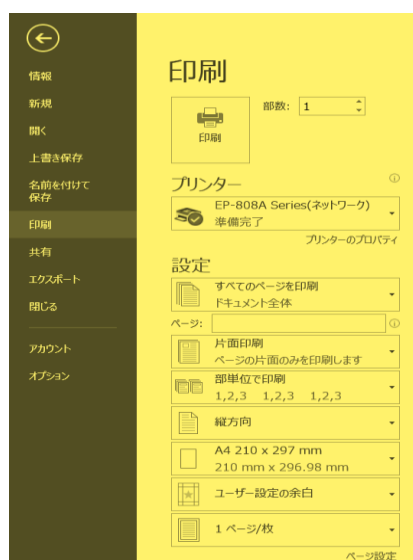 情報
新規
開く
上書き保存
名前を付けて
保存
印刷
共有
エクスポート
閉じる
アカウント
オプション
印刷
印刷
部数: 1
プリンター
EP-808A Series(ネットワーク)
準備完了
プリンターのプロパティ
設定
すべてのページを印刷
ドキュメント全体
ページ:
片面印刷
ページの片面のみを印刷します
部単位で印刷
1,2,3 1,2,3 1,2,3
縦方向
A4 210 x 297 mm
210 mm x 296.98 mm
ユーザー設定の余白
1 ページ/枚
ページ設定